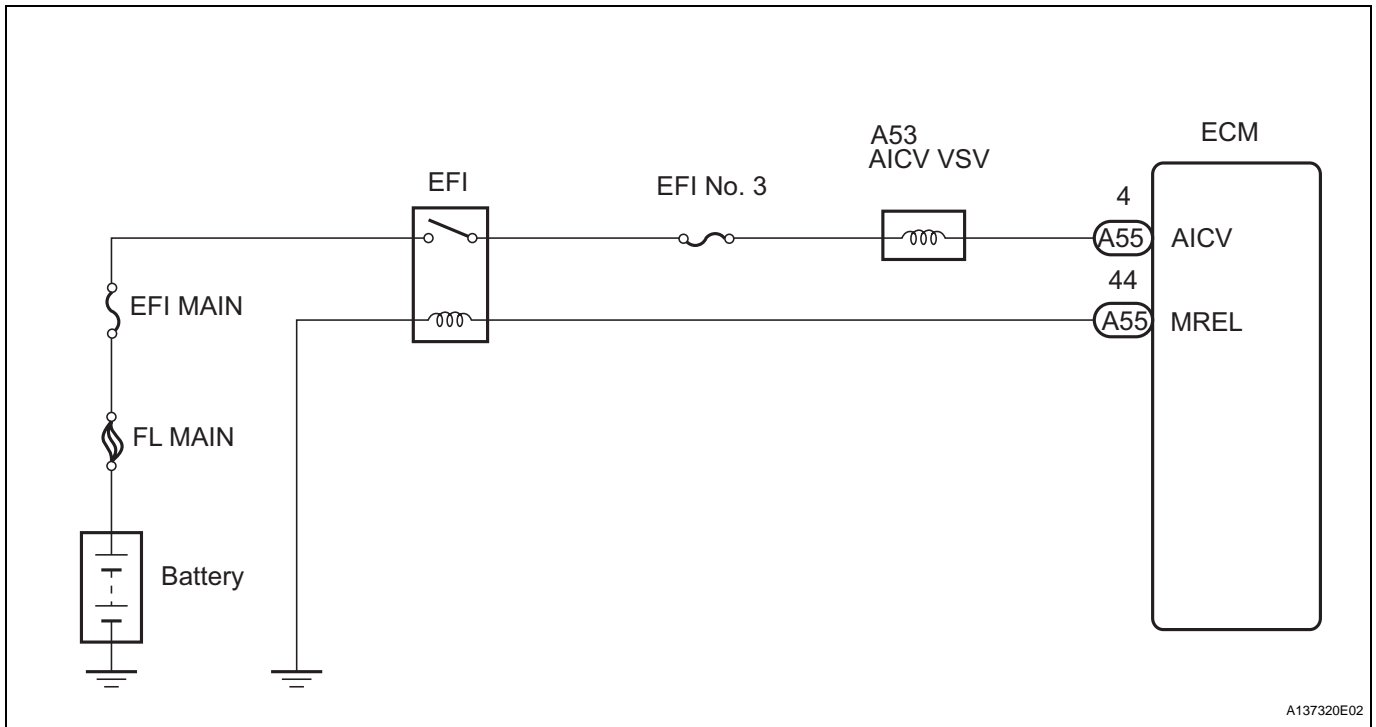 A53
AICV VSV
ECM
EFI
EFI No. 3
4
A55
AICV
44
A55
MREL
EFI MAIN
FL MAIN
Battery
A137320E02